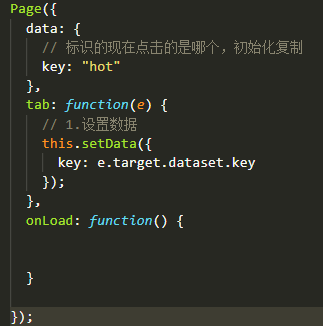 Page({
  data: {
    // 标识的现在点击的是哪个，初始化复制
    key: "hot"
  },
  tab: function(e) {
    // 1.设置数据
    this.setData({
      key: e.target.dataset.key
    });
  },
  onLoad: function() {
  }
});